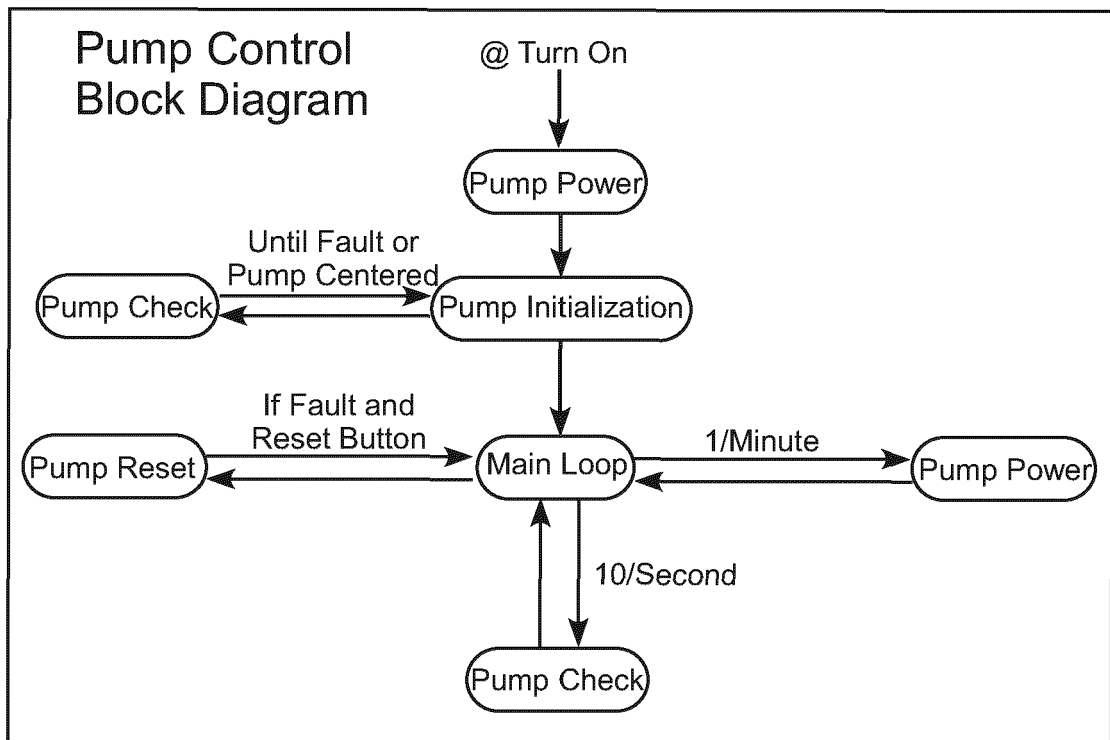 Pump Control
Block Diagram
@ Turn On
Pump Power
Until Fault or
Pump Centered
Pump Check
Pump Initialization
If Fault and
Reset Button
Pump Reset
Main Loop
1/Minute
Pump Power
10/Second
Pump Check